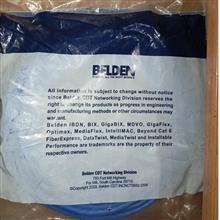 BELDEN
All information is subject to change without notice
Since Belden CDT Networking Division reserves the
right to change its products as progress in engineering
and manufacturing methods or other circumstances
may warrant.
Belden IBDN, BIX, GigaBIX, MDVO, GigaFlex,
Optimax, MediaFlex, IntelliMAC, Beyond Cat 6
FiberExpress, DataTwist, MediaTwist and Installable
Performance are trademarks are the property of
their respective owners.
Belden CDT Networking Division